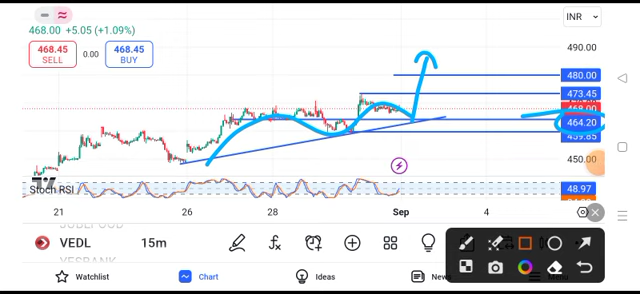 INR
468.00 +5.05 (+1.09%)
468.45
SELL
0.00
468.45
BUY
490.00
480.00
473.45
468.00
464.20
459.65
450.00
Stoch RSI
48.97
21
26
28
Sep
4
VEDL
15m
YESBANK
Watchlist
Chart
Ideas
News